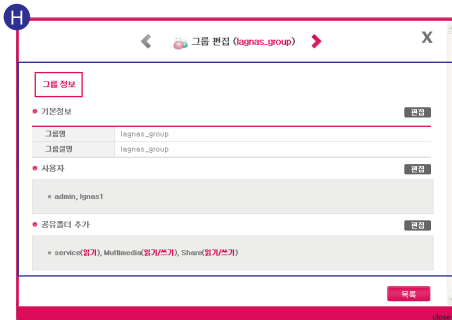 H
그룹 편집 (lagnas_group)
X
그룹 정보
기본정보 편집
그룹명 lagnas_group
그룹설명 lagnas_group
사용자 편집
admin, lgnas1
공유폴더 추가 편집
service(읽기), Multimedia(읽기/쓰기), Share(읽기/쓰기)
목록
close